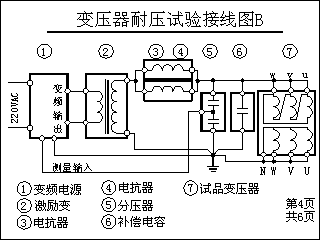 变压器耐压试验接线图B
① ② ③ ④ ⑤ ⑥ ⑦
W V u
220VAC
变频输出
测量输入
N W V U
①变频电源 ④电抗器 ⑦试品变压器
②激励变 ⑤分压器
③电抗器 ⑥补偿电容
第4页
共6页